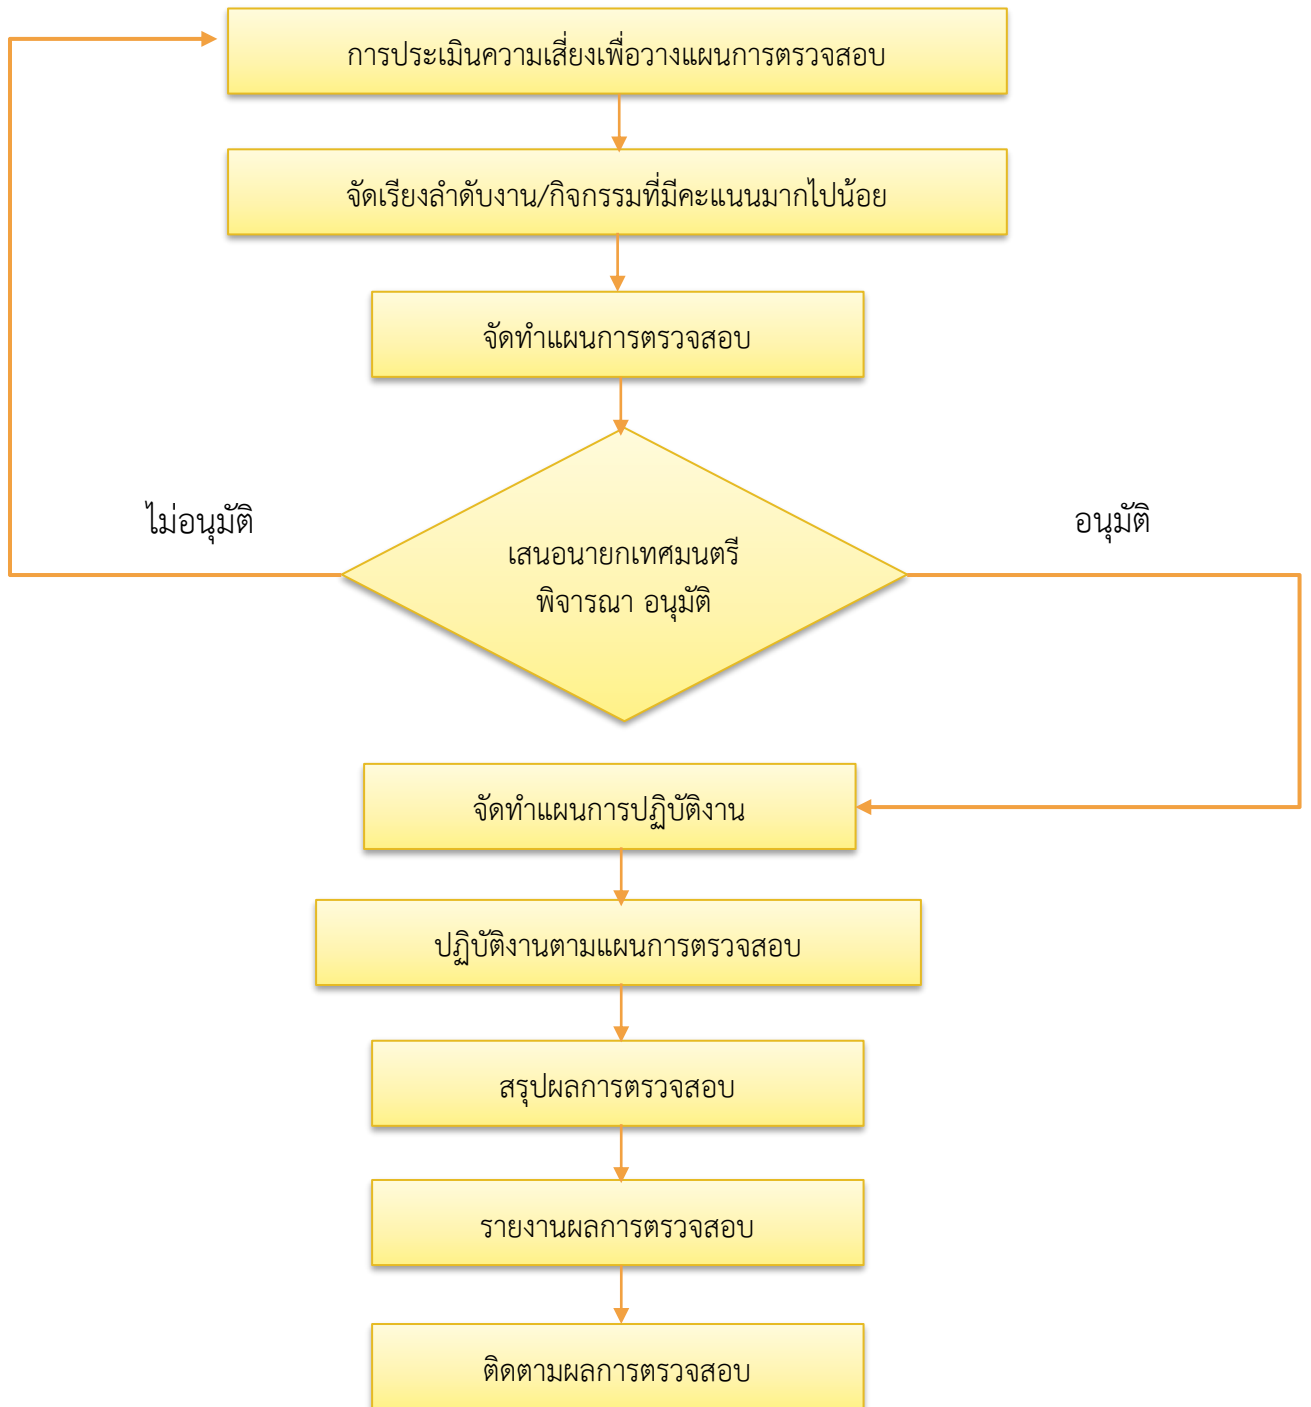 การประเมินความเสี่ยงเพื่อวางแผนการตรวจสอบ
จัดเรียงลำดับงาน/กิจกรรมที่มีคะแนนมากไปน้อย
จัดทำแผนการตรวจสอบ
ไม่อนุมัติ
อนุมัติ
เสนอนายกเทศมนตรี
พิจารณา อนุมัติ
จัดทำแผนการปฏิบัติงาน
ปฏิบัติงานตามแผนการตรวจสอบ
สรุปผลการตรวจสอบ
รายงานผลการตรวจสอบ
ติดตามผลการตรวจสอบ